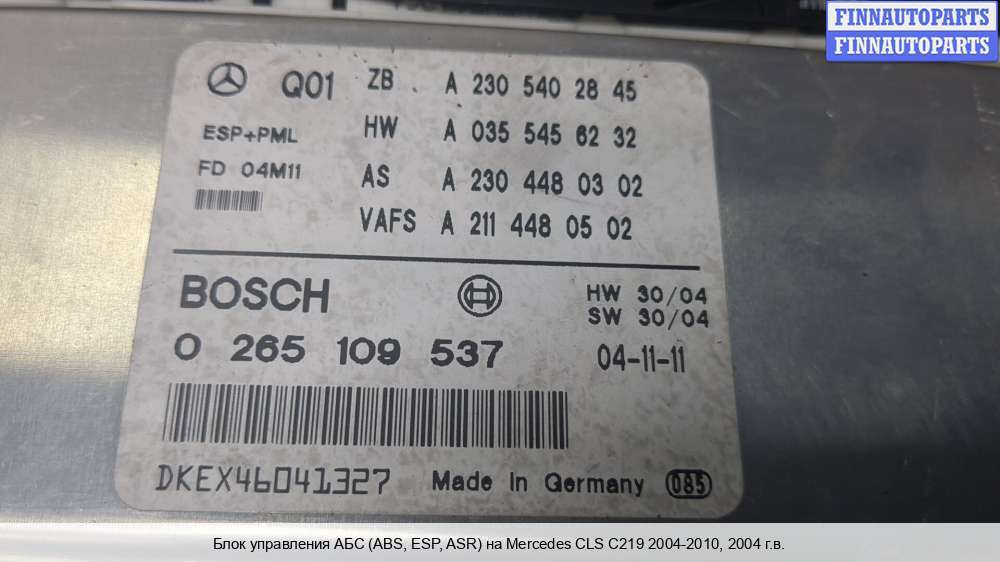 FINNAUTOPARTS
FINNAUTOPARTS
Q01 ZB A 230 540 28 45
ESP+PML HW A 035 545 62 32
FD 04M11 AS A 230 448 03 02
VAFS A 211 448 05 02
BOSCH HW 30/04
SW 30/04
0 265 109 537 04-11-11
DKEX46041327 Made in Germany 085
Блок управления АБС (ABS, ESP, ASR) на Mercedes CLS C219 2004-2010, 2004 г.в.